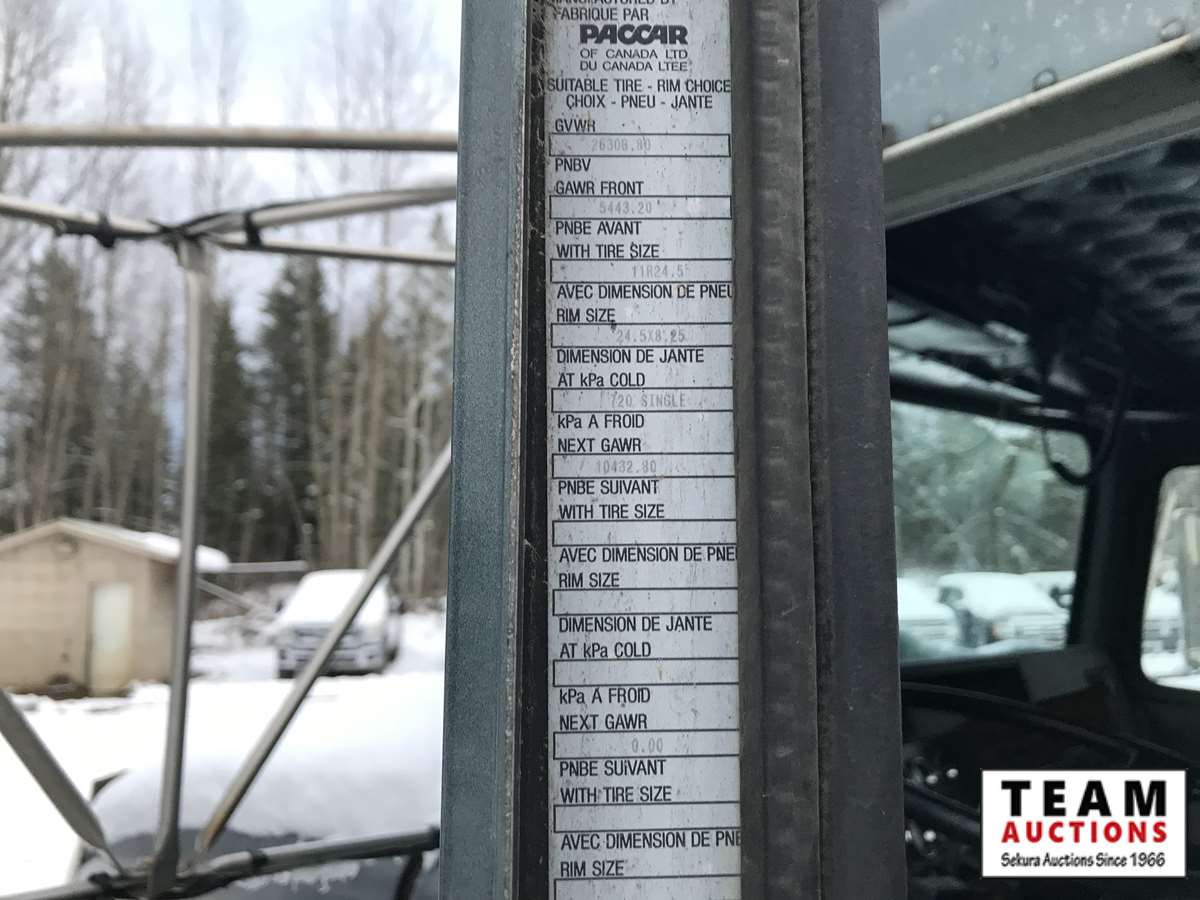 MANUFACTURED BY
FABRIQUE PAR
PACCAR
OF CANADA LTD
DU CANADA LTEE
SUITABLE TIRE - RIM CHOICE
CHOIX - PNEU - JANTE
GVWR
26308.80
PNBV
GAWR FRONT
5443.20
PNBE AVANT
WITH TIRE SIZE
11R24.5
AVEC DIMENSION DE PNEU
RIM SIZE
24.5X8.25
DIMENSION DE JANTE
AT kPa COLD
720 SINGLE
kPa A FROID
NEXT GAWR
10432.80
PNBE SUIVANT
WITH TIRE SIZE
AVEC DIMENSION DE PNE
RIM SIZE
DIMENSION DE JANTE
AT kPa COLD
kPa A FROID
NEXT GAWR
0.00
PNBE SUIVANT
WITH TIRE SIZE
AVEC DIMENSION DE PNE
RIM SIZE
TEAM
AUCTIONS
Sekura Auctions Since 1966